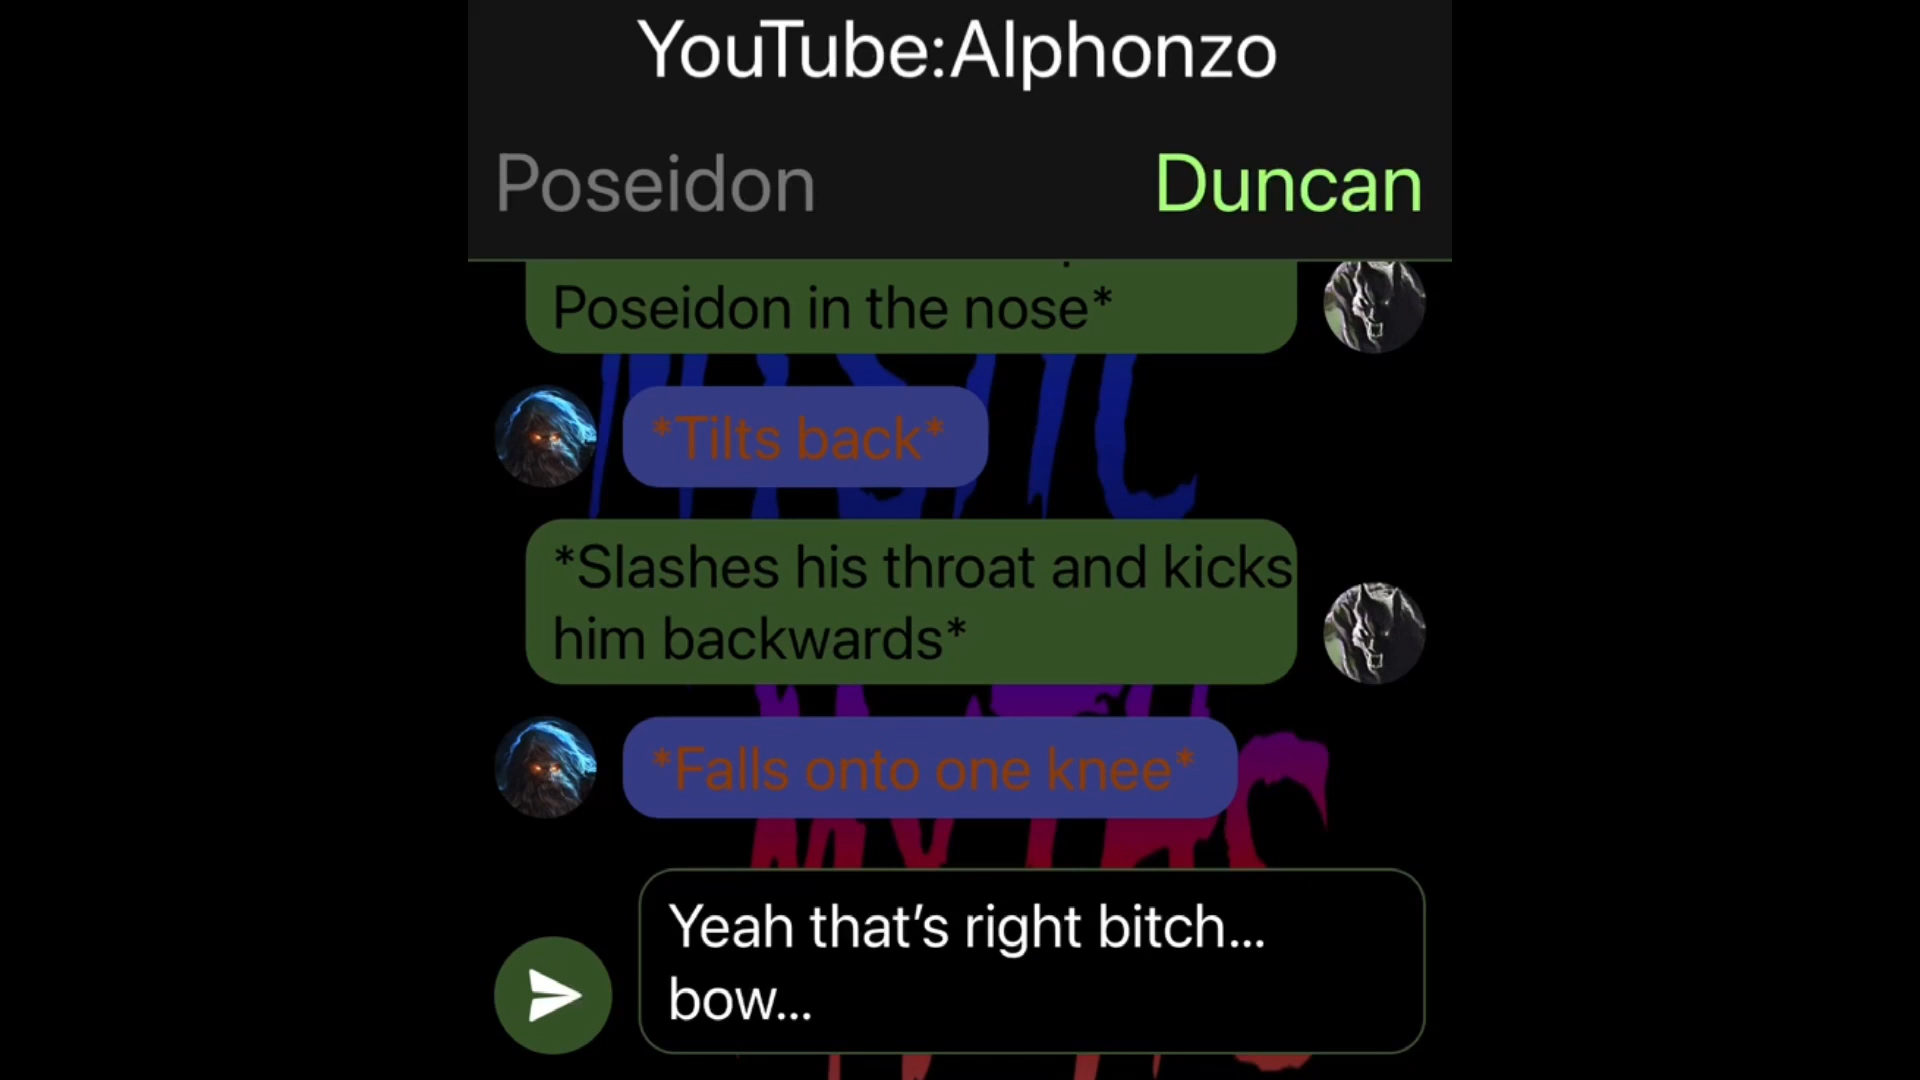 YouTube:Alphonzo
Poseidon
Duncan
Poseidon in the nose*
*Tilts back*
*Slashes his throat and kicks
him backwards*
*Falls onto one knee*
Yeah that’s right bitch...
bow...